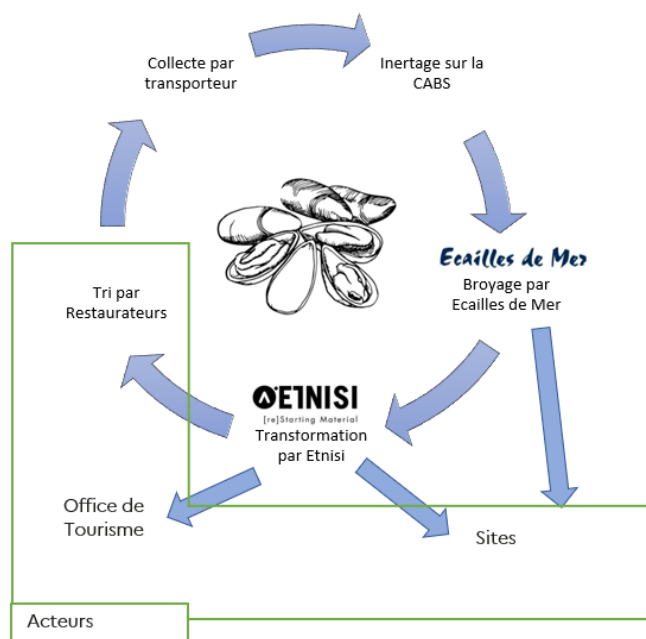 Collecte par
transporteur
Inertage sur la
CABS
Ecailles de Mer
Broyage par
Ecailles de Mer
Tri par
Restaurateurs
ETNISI
[re]Starting Material
Transformation
par Etnisi
Office de
Tourisme
Sites
Acteurs